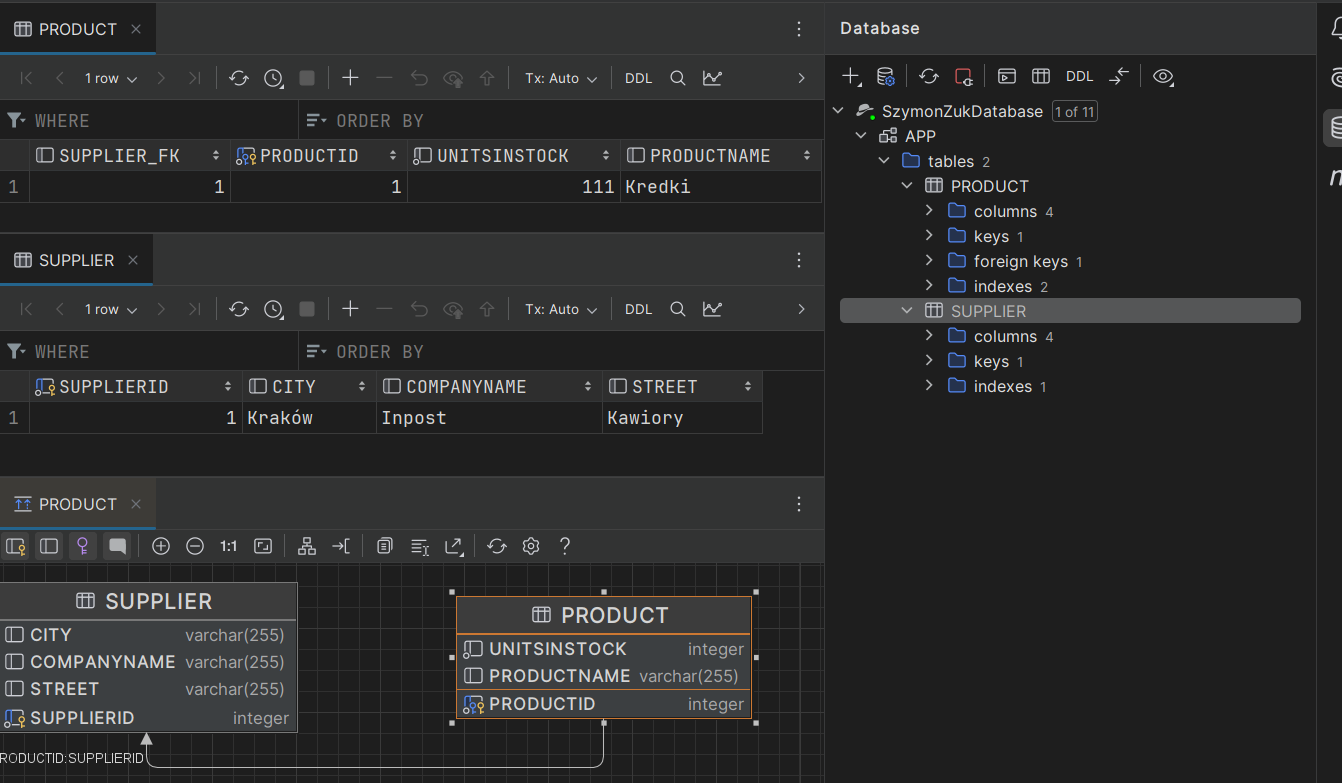 PRODUCT
1 row Tx: Auto DDL
WHERE ORDER BY
SUPPLIER_FK PRODUCTID UNITSINSTOCK PRODUCTNAME
1 1 1 111 Kredki
SUPPLIER
1 row Tx: Auto DDL
WHERE ORDER BY
SUPPLIERID CITY COMPANYNAME STREET
1 1 Kraków Inpost Kawiory
PRODUCT
1:1 ?
SUPPLIER
CITY varchar(255)
COMPANYNAME varchar(255)
STREET varchar(255)
SUPPLIERID integer
PRODUCT
UNITSINSTOCK integer
PRODUCTNAME varchar(255)
PRODUCTID integer
RODUCTID:SUPPLIERID
Database
DDL
SzymonZukDatabase 1 of 11
APP
tables 2
PRODUCT
columns 4
keys 1
foreign keys 1
indexes 2
SUPPLIER
columns 4
keys 1
indexes 1